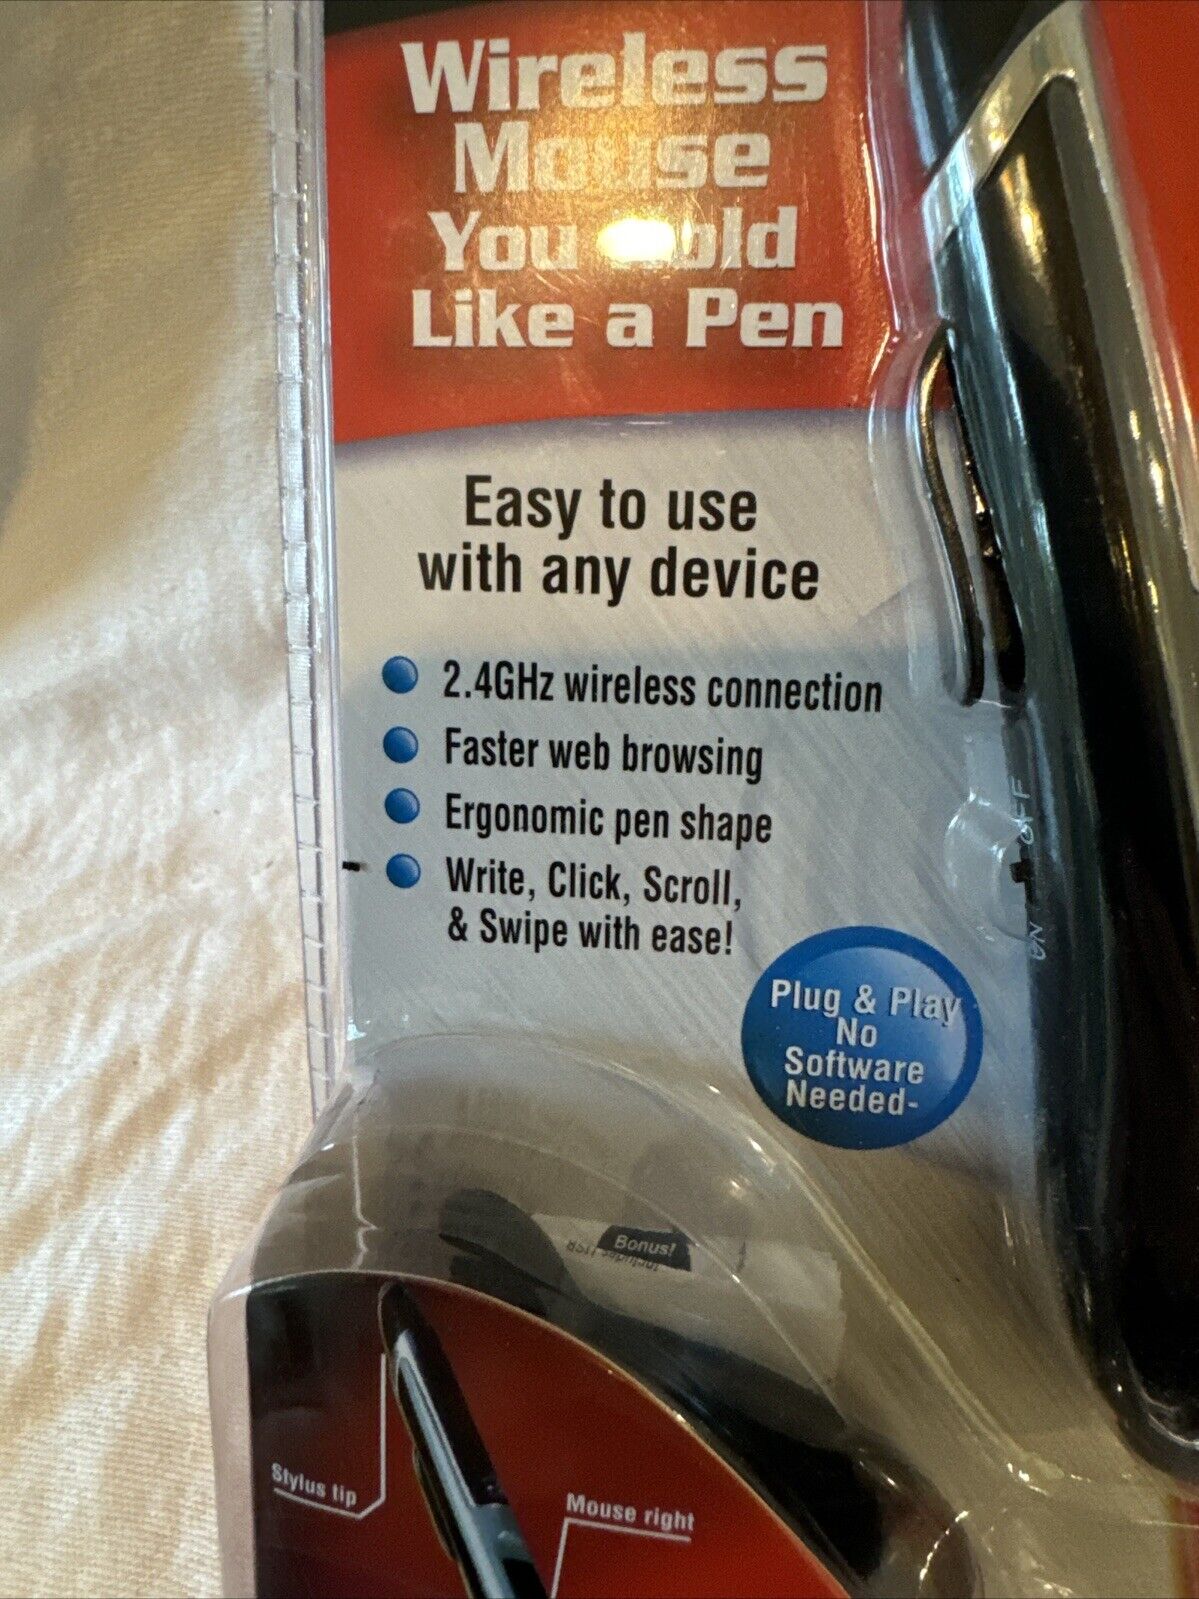 Wireless
Mouse
You Hold
Like a Pen
Easy to use
with any device
2.4GHz wireless connection
Faster web browsing
Ergonomic pen shape
Write, Click, Scroll,
& Swipe with ease!
OFF
ON
Plug & Play
No
Software
Needed-
Bonus!
Stylus tip
Mouse right